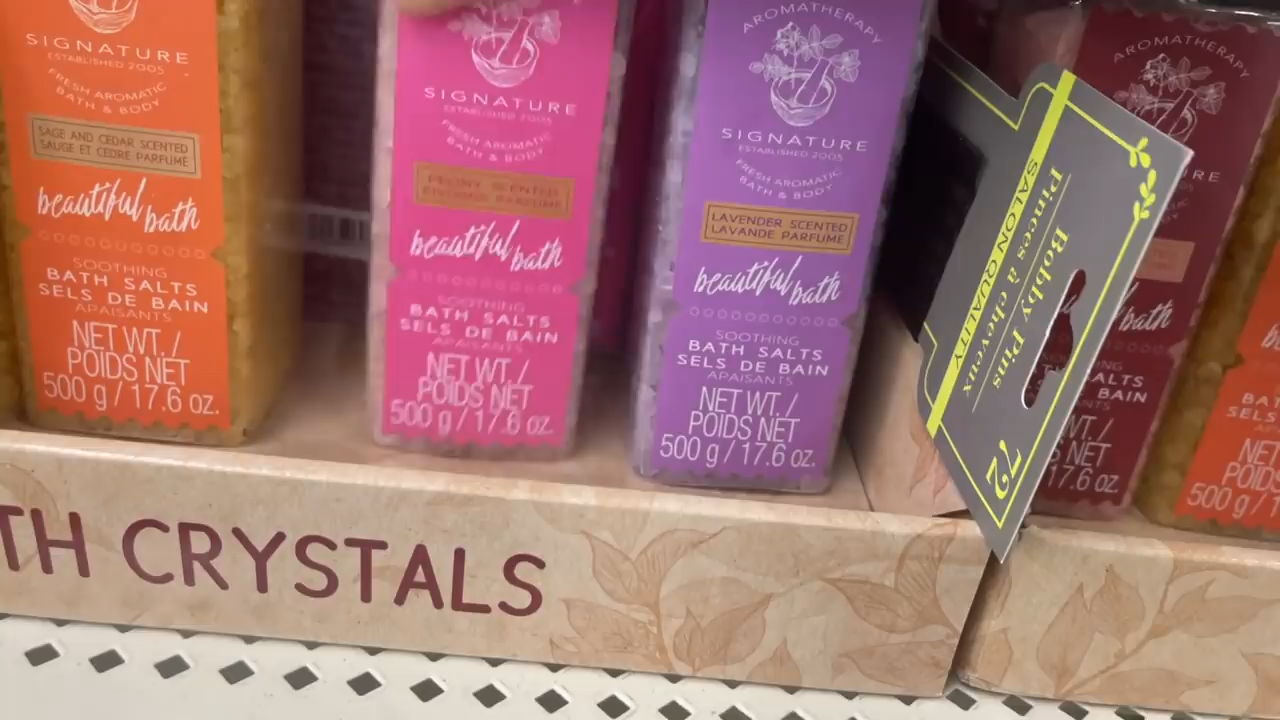 SIGNATURE
ESTABLISHED 2005
FRESH AROMATIC
BATH & BODY
SAGE AND CEDAR SCENTED
SAUGE ET CÈDRE PARFUMÉ
beautiful bath
SOOTHING
BATH SALTS
SELS DE BAIN
APAISANTS
NET WT. /
POIDS NET
500 g / 17.6 oz.
SIGNATURE
ESTABLISHED 2005
FRESH AROMATIC
BATH & BODY
PEONY SCENTED
beautiful bath
SOOTHING
BATH SALTS
SELS DE BAIN
APAISANTS
NET WT. /
POIDS NET
500 g / 17.6 oz.
AROMATHERAPY
SIGNATURE
ESTABLISHED 2005
FRESH AROMATIC
BATH & BODY
LAVENDER SCENTED
LAVANDE PARFUMÉ
beautiful bath
SOOTHING
BATH SALTS
SELS DE BAIN
APAISANTS
NET WT. /
POIDS NET
500 g / 17.6 oz.
Bobby Pins
Pinces à cheveux
SALON QUALITY
72
AROMATHERAPY
bath
SALTS
BAIN
NET
17.6 oz.
SELS
NET
POIDS
500 g / 1
TH CRYSTALS